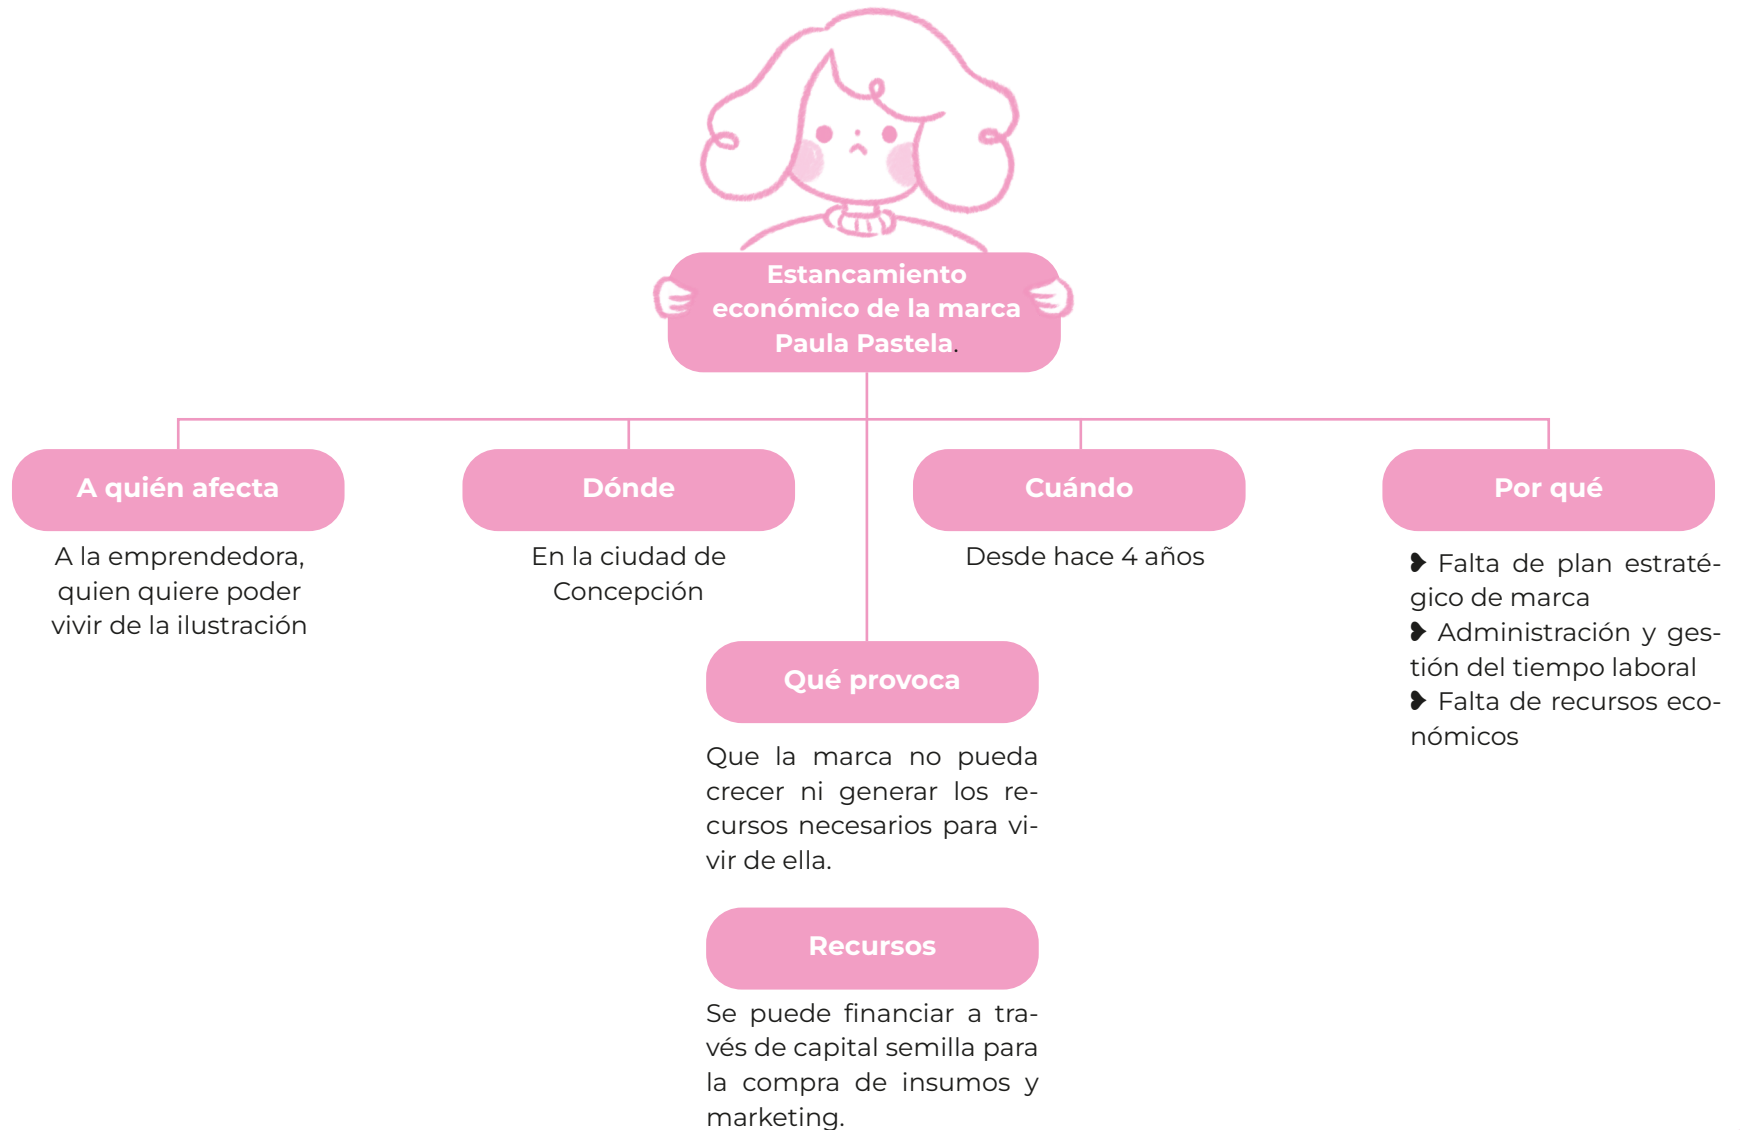 Estancamiento
económico de la marca
Paula Pastela.
A quién afecta
A la emprendedora,
quien quiere poder
vivir de la ilustración
Dónde
En la ciudad de
Concepción
Cuándo
Desde hace 4 años
Por qué
❥ Falta de plan estraté-
gico de marca
❥ Administración y ges-
tión del tiempo laboral
❥ Falta de recursos eco-
nómicos
Qué provoca
Que la marca no pueda
crecer ni generar los re-
cursos necesarios para vi-
vir de ella.
Recursos
Se puede financiar a tra-
vés de capital semilla para
la compra de insumos y
marketing.